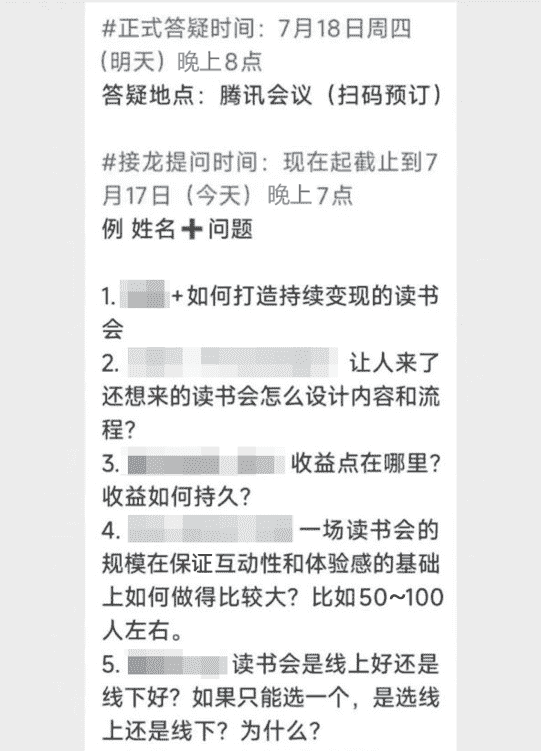 #正式答疑时间：7月18日周四
(明天）晚上8点
答疑地点：腾讯会议（扫码预订）
#接龙提问时间：现在起截止到7
月17日（今天）晚上7点
例 姓名➕问题
1. +如何打造持续变现的读书
会
2. 让人来了
还想来的读书会怎么设计内容和流
程？
3. 收益点在哪里？
收益如何持久？
4. 一场读书会的
规模在保证互动性和体验感的基础
上如何做得比较大？比如50~100
人左右。
5. 读书会是线上好还是
线下好？如果只能选一个，是选线
上还是线下？为什么？